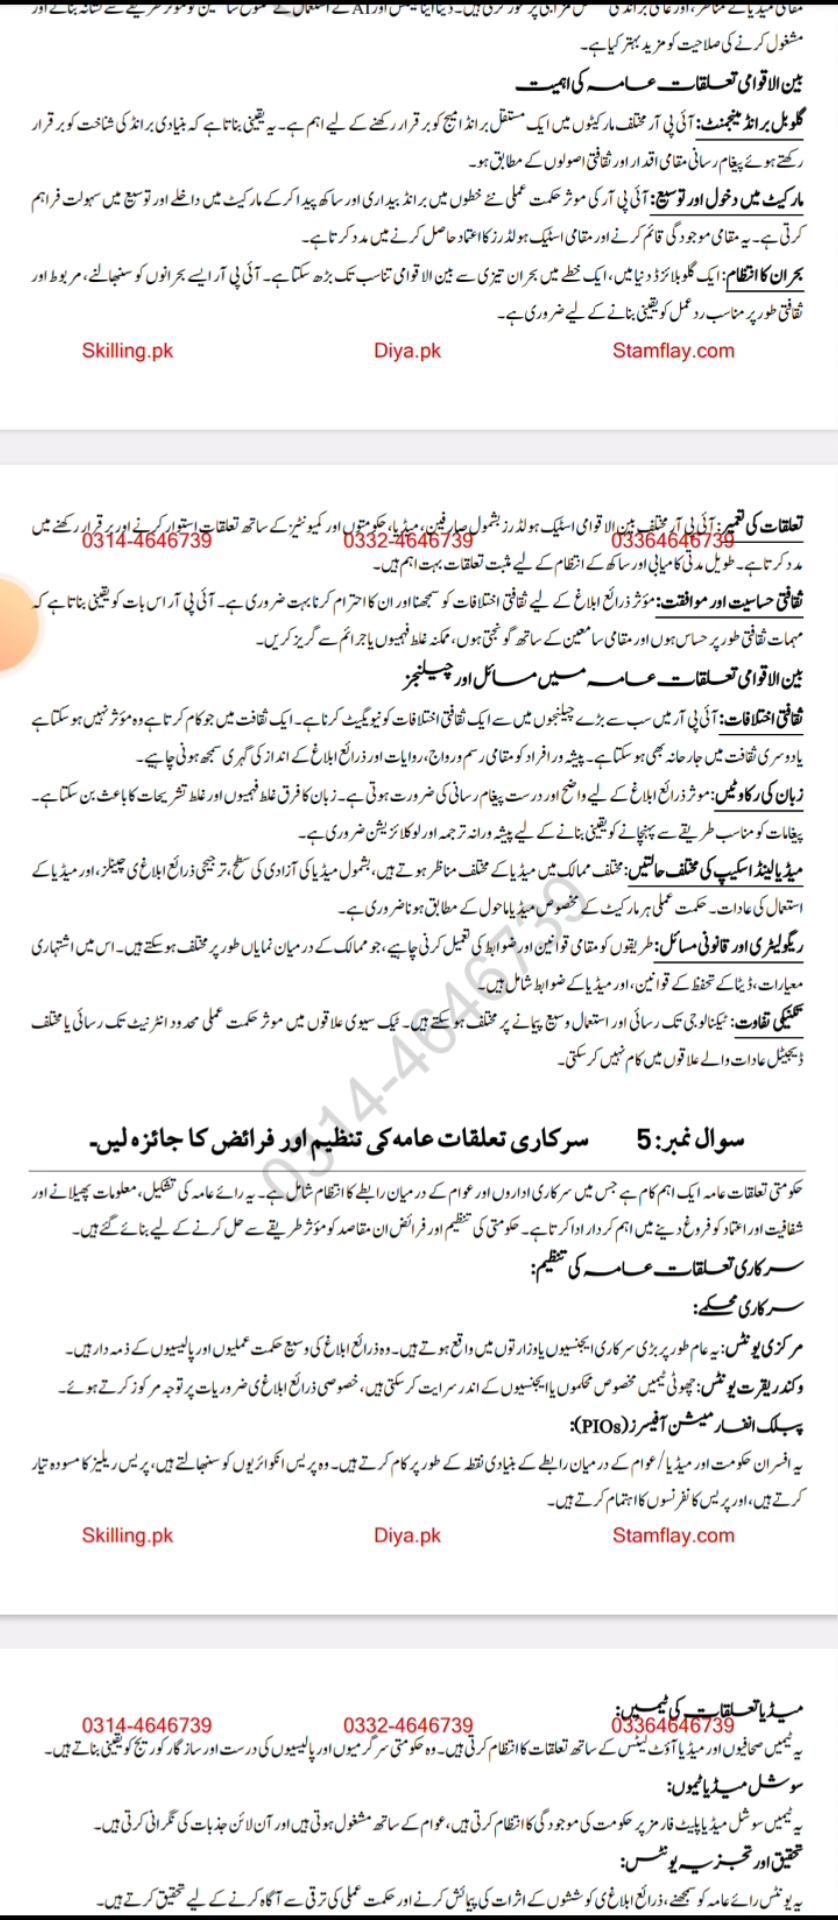 مشغول کرنے کی صلاحیت کو مزید بہتر کیا ہے۔
بین الاقوامی تعلقات عامہ کی اہمیت
گلوبل برانڈ مینجمنٹ: آئی پی آر مختلف مارکیٹوں میں ایک مستقل برانڈ امیج کو برقرار رکھنے کے لیے اہم ہے۔ یہ یقینی بناتا ہے کہ بنیادی برانڈ کی شناخت کو برقرار
رکھتے ہوئے پیغام رسانی مقامی اقدار اور ثقافتی اصولوں کے مطابق ہو۔
مارکیٹ میں دخول اور توسیع: آئی پی آر کی موثر حکمت عملی نئے خطوں میں برانڈ بیداری اور ساکھ پیدا کر کے مارکیٹ میں داخلے اور توسیع میں سہولت فراہم
کرتی ہے۔ یہ مقامی موجودگی قائم کرنے اور مقامی اسٹیک ہولڈرز کا اعتماد حاصل کرنے میں مدد کرتا ہے۔
بحران کا انتظام: ایک گلوبلائزڈ دنیا میں، ایک خطے میں بحران تیزی سے بین الاقوامی تناسب تک بڑھ سکتا ہے۔ آئی پی آر ایسے بحرانوں کو سنبھالنے، مربوط اور
ثقافتی طور پر مناسب ردعمل کو یقینی بنانے کے لیے ضروری ہے۔
Skilling.pk Diya.pk Stamflay.com
تعلقات کی تعمیر: آئی پی آر مختلف بین الاقوامی اسٹیک ہولڈرز بشمول صارفین، میڈیا، حکومتوں اور کمیونٹیز کے ساتھ تعلقات استوار کرنے اور برقرار رکھنے میں
0314-4646739 0332-4646739 03364646739
مدد کرتا ہے۔ طویل مدتی کامیابی اور ساکھ کے انتظام کے لیے مثبت تعلقات بہت اہم ہیں۔
ثقافتی حساسیت اور موافقت: مؤثر ذرائع ابلاغ کے لیے ثقافتی اختلافات کو سمجھنا اور ان کا احترام کرنا بہت ضروری ہے۔ آئی پی آر اس بات کو یقینی بناتا ہے کہ
مہمات ثقافتی طور پر حساس ہوں اور مقامی سامعین کے ساتھ گونجتی ہوں، ممکنہ غلط فہمیوں یا جرائم سے گریز کریں۔
بین الاقوامی تعلقات عامہ میں مسائل اور چیلنجز
ثقافتی اختلافات: آئی پی آر میں سب سے بڑے چیلنجوں میں سے ایک ثقافتی اختلافات کو نیویگیٹ کرنا ہے۔ ایک ثقافت میں جو کام کرتا ہے وہ مؤثر نہیں ہو سکتا ہے
یا دوسری ثقافت میں جارحانہ بھی ہو سکتا ہے۔ پیشہ ور افراد کو مقامی رسم و رواج، روایات اور ذرائع ابلاغ کے انداز کی گہری سمجھ ہونی چاہیے۔
زبان کی رکاوٹیں: موثر ذرائع ابلاغ کے لیے واضح اور درست پیغام رسانی کی ضرورت ہوتی ہے۔ زبان کا فرق غلط فہمیوں اور غلط تشریحات کا باعث بن سکتا ہے۔
پیغامات کو مناسب طریقے سے پہنچانے کو یقینی بنانے کے لیے پیشہ ورانہ ترجمہ اور لوکلائزیشن ضروری ہے۔
میڈیا لینڈ اسکیپ کی مختلف حالتیں: مختلف ممالک میں میڈیا کے مختلف مناظر ہوتے ہیں، بشمول میڈیا کی آزادی کی سطح، ترجیحی ذرائع ابلاغ ی چینلز، اور میڈیا کے
استعمال کی عادات۔ حکمت عملی ہر مارکیٹ کے مخصوص میڈیا ماحول کے مطابق ہونا ضروری ہے۔
ریگولیٹری اور قانونی مسائل: طریقوں کو مقامی قوانین اور ضوابط کی تعمیل کرنی چاہیے، جو ممالک کے درمیان نمایاں طور پر مختلف ہو سکتے ہیں۔ اس میں اشتہاری
معیارات، ڈیٹا کے تحفظ کے قوانین، اور میڈیا کے ضوابط شامل ہیں۔
تکنیکی تفاوت: ٹیکنالوجی تک رسائی اور استعمال وسیع پیمانے پر مختلف ہو سکتے ہیں۔ ٹیک سیوی علاقوں میں موثر حکمت عملی محدود انٹرنیٹ تک رسائی یا مختلف
ڈیجیٹل عادات والے علاقوں میں کام نہیں کر سکتی۔
0314-4646739
سوال نمبر: 5 سرکاری تعلقات عامہ کی تنظیم اور فرائض کا جائزہ لیں۔
حکومتی تعلقات عامہ ایک اہم کام ہے جس میں سرکاری اداروں اور عوام کے درمیان رابطے کا انتظام شامل ہے۔ یہ رائے عامہ کی تشکیل، معلومات پھیلانے اور
شفافیت اور اعتماد کو فروغ دینے میں اہم کردار ادا کرتا ہے۔ حکومتی کی تنظیم اور فرائض ان مقاصد کو مؤثر طریقے سے حل کرنے کے لیے بنائے گئے ہیں۔
سرکاری تعلقات عامہ کی تنظیم:
سرکاری محکمے:
مرکزی یونٹس: یہ عام طور پر بڑی سرکاری ایجنسیوں یا وزارتوں میں واقع ہوتے ہیں۔ وہ ذرائع ابلاغ کی وسیع حکمت عملیوں اور پالیسیوں کے ذمہ دار ہیں۔
وکندریقرت یونٹس: چھوٹی ٹیمیں مخصوص محکموں یا ایجنسیوں کے اندر سرایت کر سکتی ہیں، خصوصی ذرائع ابلاغ ی ضروریات پر توجہ مرکوز کرتے ہوئے۔
پبلک انفارمیشن آفیسرز (PIOs):
یہ افسران حکومت اور میڈیا/عوام کے درمیان رابطے کے بنیادی نقطہ کے طور پر کام کرتے ہیں۔ وہ پریس انکوائریوں کو سنبھالتے ہیں، پریس ریلیز کا مسودہ تیار
کرتے ہیں، اور پریس کانفرنسوں کا اہتمام کرتے ہیں۔
Skilling.pk Diya.pk Stamflay.com
میڈیا تعلقات کی ٹیمیں:
0314-4646739 0332-4646739 03364646739
یہ ٹیمیں صحافیوں اور میڈیا آؤٹ لیٹس کے ساتھ تعلقات کا انتظام کرتی ہیں۔ وہ حکومتی سرگرمیوں اور پالیسیوں کی درست اور سازگار کوریج کو یقینی بناتے ہیں۔
سوشل میڈیا ٹیموں:
یہ ٹیمیں سوشل میڈیا پلیٹ فارمز پر حکومت کی موجودگی کا انتظام کرتی ہیں، عوام کے ساتھ مشغول ہوتی ہیں اور آن لائن جذبات کی نگرانی کرتی ہیں۔
تحقیق اور تجزیہ یونٹس:
یہ یونٹس رائے عامہ کو سمجھنے، ذرائع ابلاغ ی کوششوں کے اثرات کی پیمائش کرنے اور حکمت عملی کی ترقی سے آگاہ کرنے کے لیے تحقیق کرتے ہیں۔